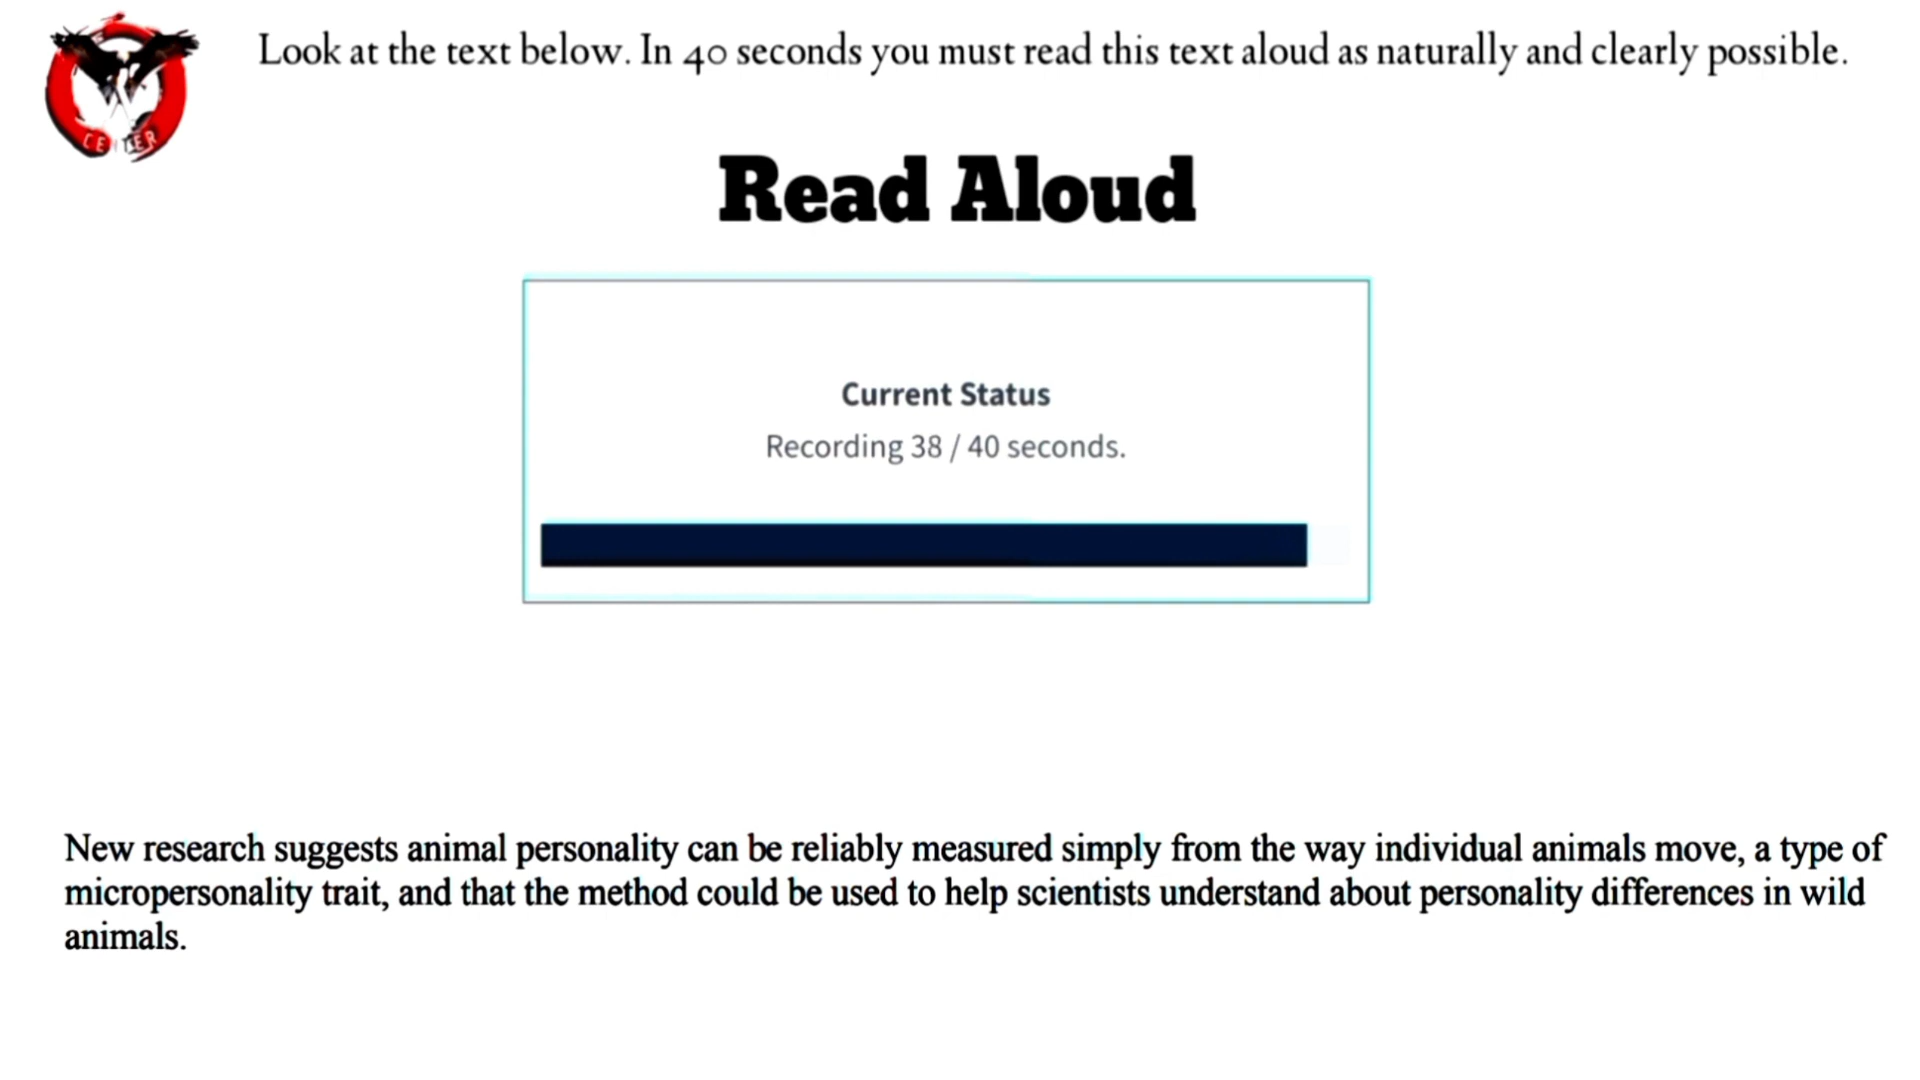 Look at the text below. In 40 seconds you must read this text aloud as naturally and clearly possible.
CENTER
Read Aloud
Current Status
Recording 38 / 40 seconds.
New research suggests animal personality can be reliably measured simply from the way individual animals move, a type of
micropersonality trait, and that the method could be used to help scientists understand about personality differences in wild
animals.